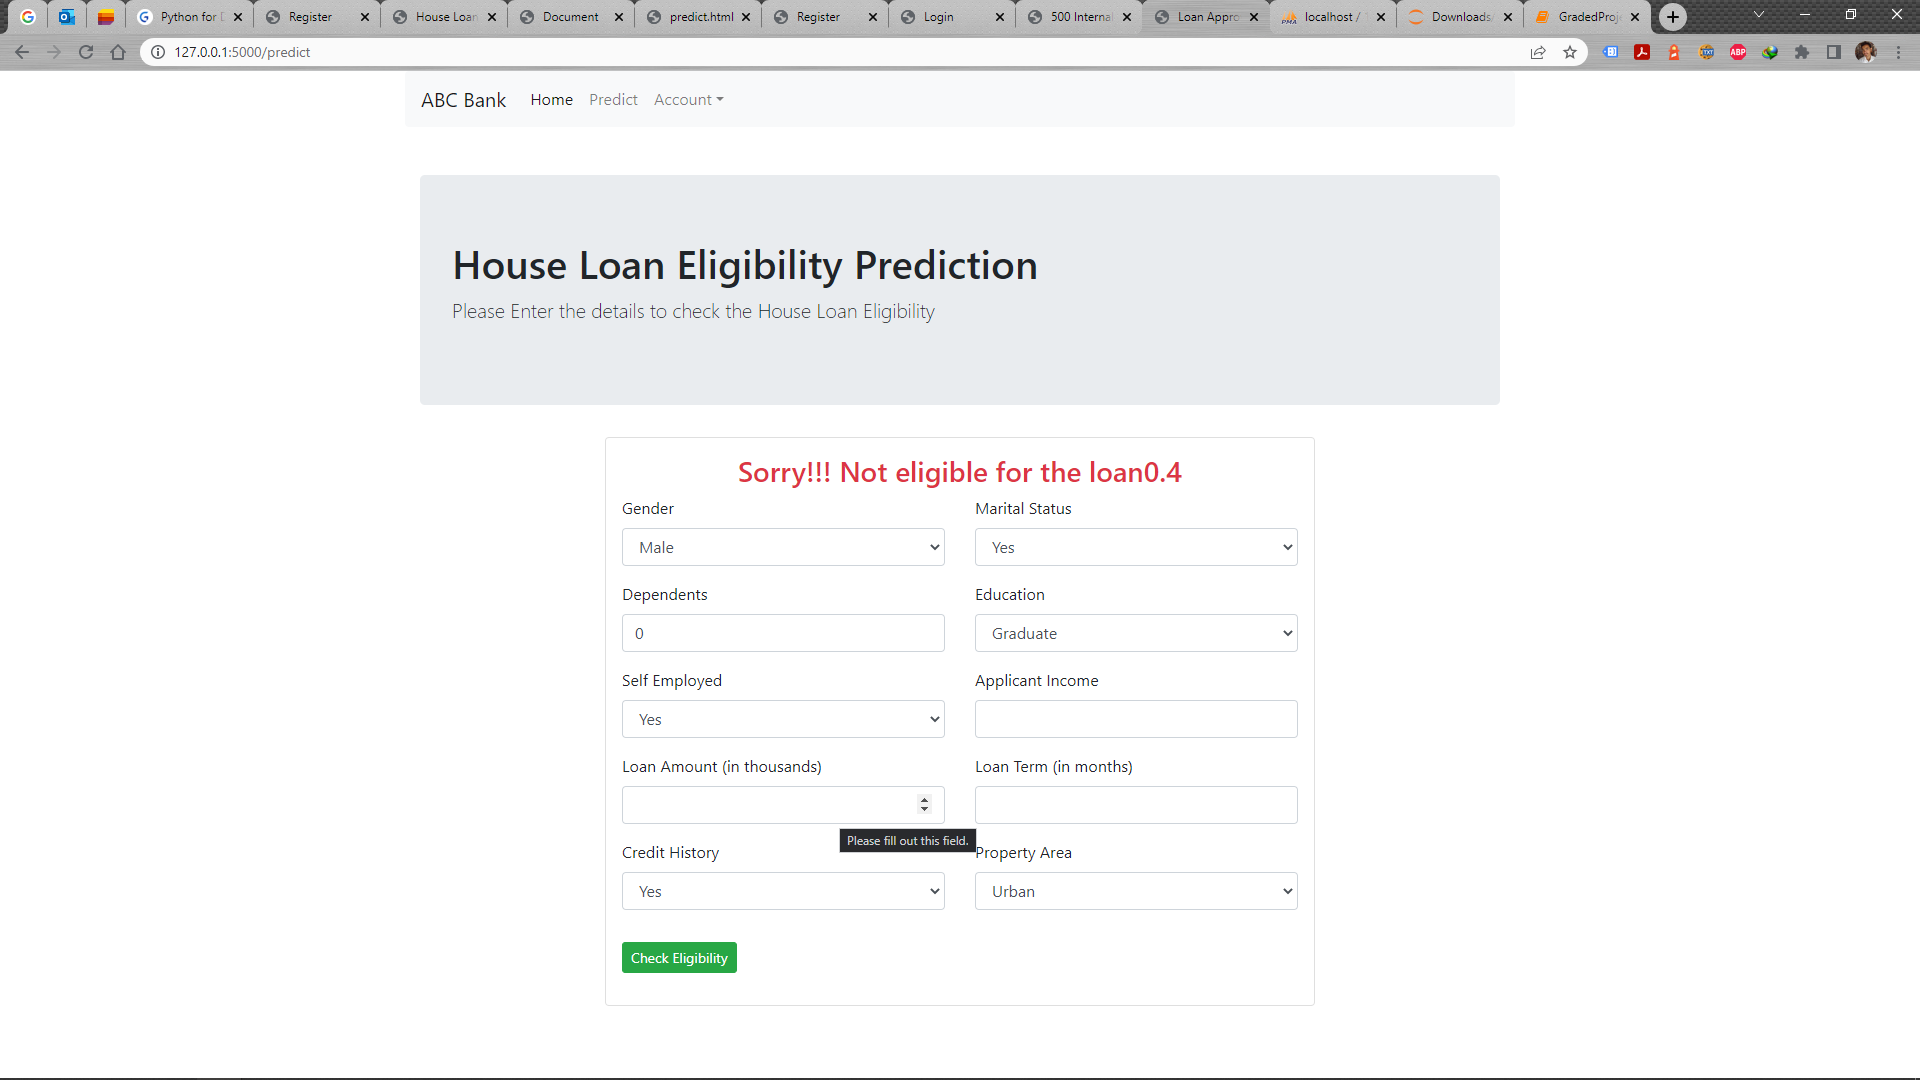 Python for D
Register
House Loan
Document
predict.html
Register
Login
500 Interna
Loan Appro
localhost /
Downloads/
GradedProj
127.0.0.1:5000/predict
ABC Bank Home Predict Account
House Loan Eligibility Prediction
Please Enter the details to check the House Loan Eligibility
Sorry!!! Not eligible for the loan0.4
Gender Marital Status
Male Yes
Dependents Education
0 Graduate
Self Employed Applicant Income
Yes
Loan Amount (in thousands) Loan Term (in months)
Please fill out this field.
Credit History Property Area
Yes Urban
Check Eligibility